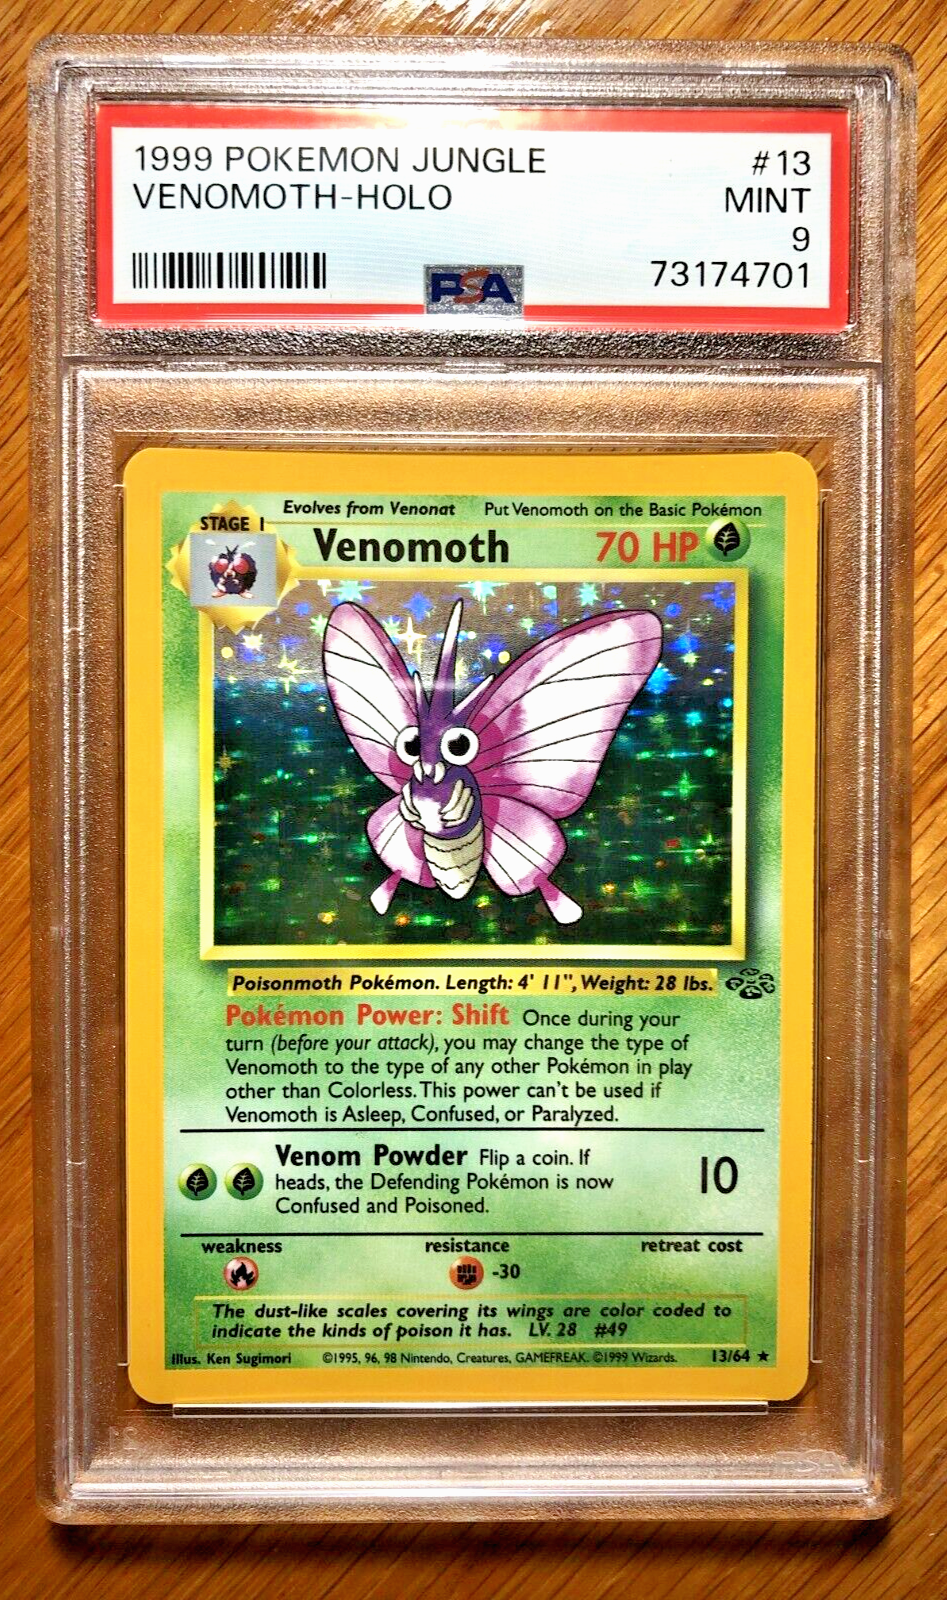 1999 POKEMON JUNGLE #13
VENOMOTH-HOLO MINT
9
73174701
PSA
Evolves from Venonat Put Venomoth on the Basic Pokémon
STAGE 1
Venomoth 70 HP
Poisonmoth Pokémon. Length: 4' 11", Weight: 28 lbs.
Pokémon Power: Shift Once during your
turn (before your attack), you may change the type of
Venomoth to the type of any other Pokémon in play
other than Colorless. This power can't be used if
Venomoth is Asleep, Confused, or Paralyzed.
Venom Powder Flip a coin. If
heads, the Defending Pokémon is now
Confused and Poisoned.
10
weakness resistance retreat cost
-30
The dust-like scales covering its wings are color coded to
indicate the kinds of poison it has. LV. 28 #49
Illus. Ken Sugimori ©1995, 96, 98 Nintendo, Creatures, GAMEFREAK. ©1999 Wizards. 13/64 ★